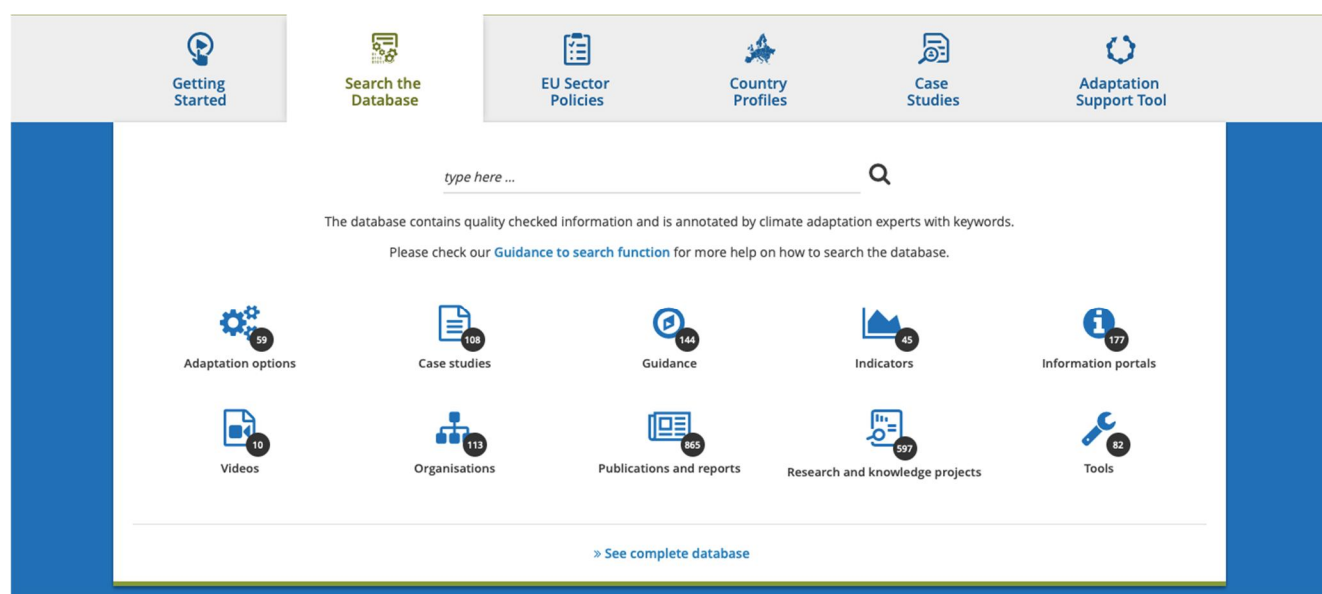 Getting
Started
Search the
Database
EU Sector
Policies
Country
Profiles
Case
Studies
Adaptation
Support Tool
type here ...
The database contains quality checked information and is annotated by climate adaptation experts with keywords.
Please check our Guidance to search function for more help on how to search the database.
59
Adaptation options
108
Case studies
144
Guidance
45
Indicators
177
Information portals
10
Videos
113
Organisations
865
Publications and reports
597
Research and knowledge projects
82
Tools
» See complete database